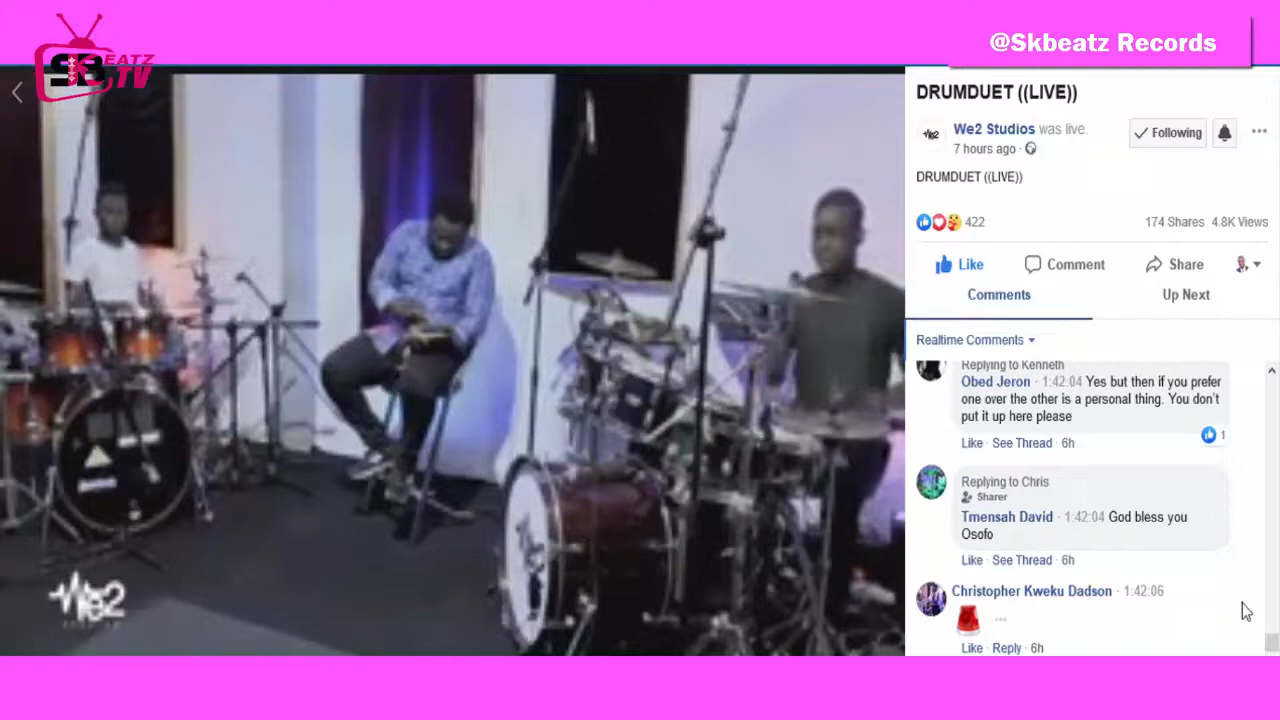 SKBEATZ
TV
@Skbeatz Records
DRUMDUET ((LIVE))
We2 Studios was live.
7 hours ago
Following
DRUMDUET ((LIVE))
422
174 Shares 4.8K Views
Like
Comment
Share
Comments
Up Next
Realtime Comments
Replying to Kenneth
Obed Jeron · 1:42:04 Yes but then if you prefer
one over the other is a personal thing. You don't
put it up here please
1
Like · See Thread · 6h
Replying to Chris
Sharer
Tmensah David · 1:42:04 God bless you
Osofo
Like · See Thread · 6h
Christopher Kweku Dadson · 1:42:06
Like · Reply · 6h
We2